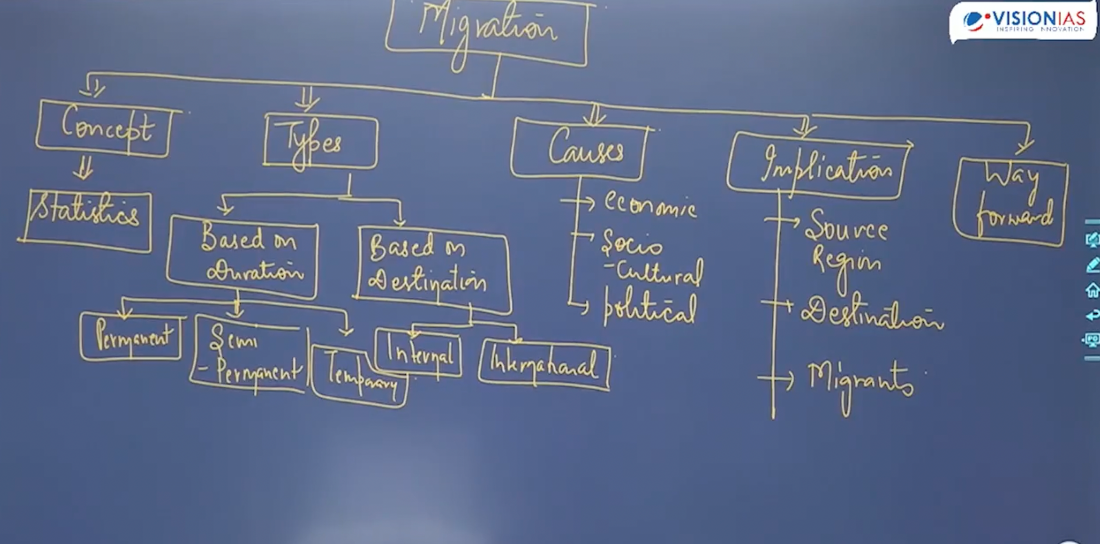 Migration
VISIONIAS
INSPIRING INNOVATION
Concept
Types
Causes
Implication
Way
forward
Statistics
Based on
Duration
Based on
Destination
→ economic
→ Socio
-Cultural
→ political
→ Source
Region
→ Destination
→ Migrants
Permanent
Semi
-Permanent
Temporary
Internal
International